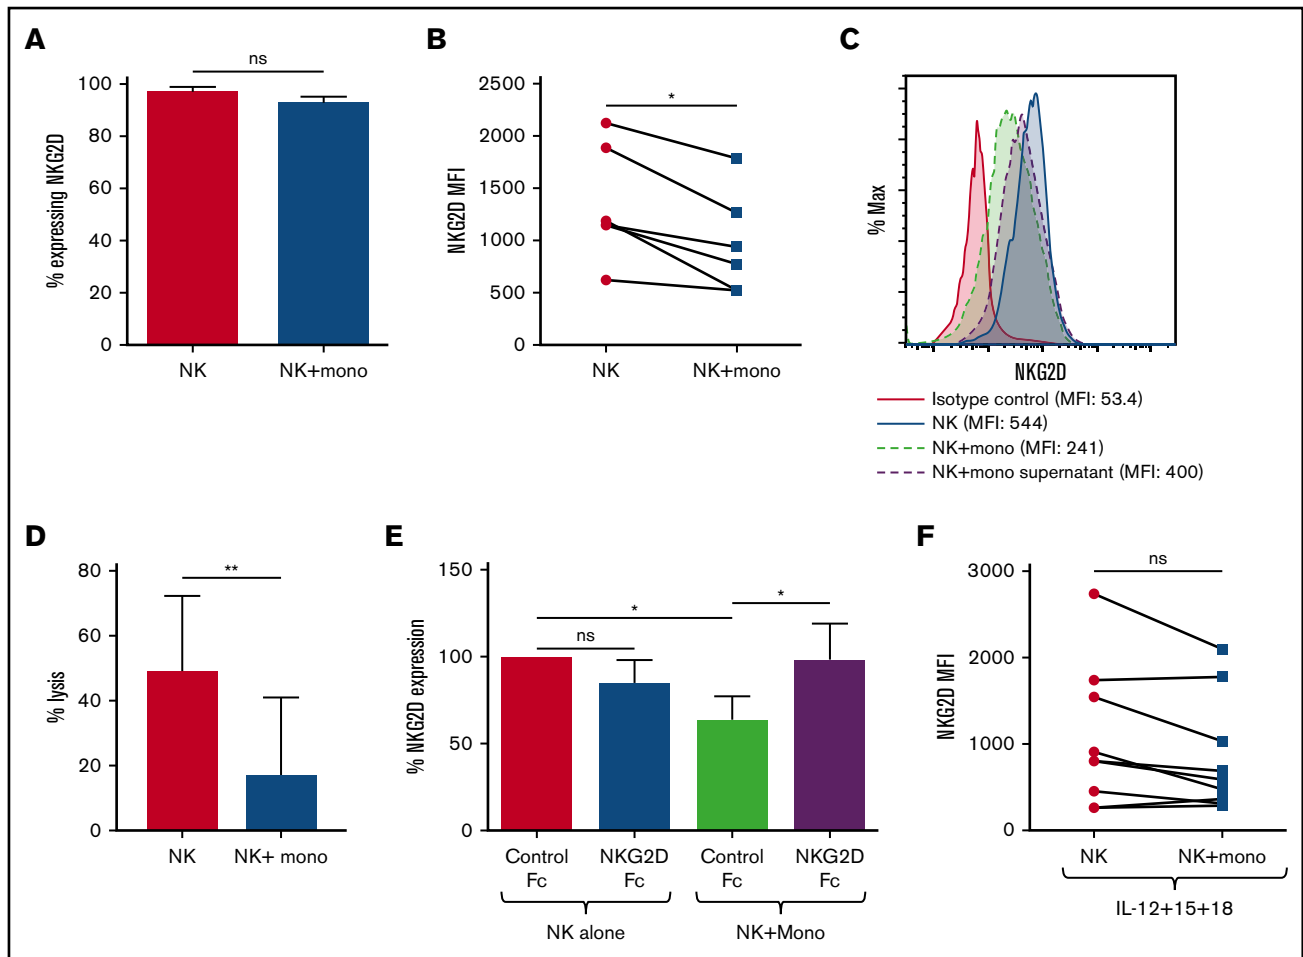 A
ns
% expressing NKG2D
100
80
60
40
20
0
NK
NK+mono
B
*
NKG2D MFI
2500
2000
1500
1000
500
0
NK
NK+mono
C
% Max
NKG2D
Isotype control (MFI: 53.4)
NK (MFI: 544)
NK+mono (MFI: 241)
NK+mono supernatant (MFI: 400)
D
**
% lysis
80
60
40
20
0
NK
NK+ mono
E
*
*
ns
% NKG2D expression
150
100
50
0
Control Fc
NKG2D Fc
Control Fc
NKG2D Fc
NK alone
NK+Mono
F
ns
NKG2D MFI
3000
2000
1000
0
NK
NK+mono
IL-12+15+18